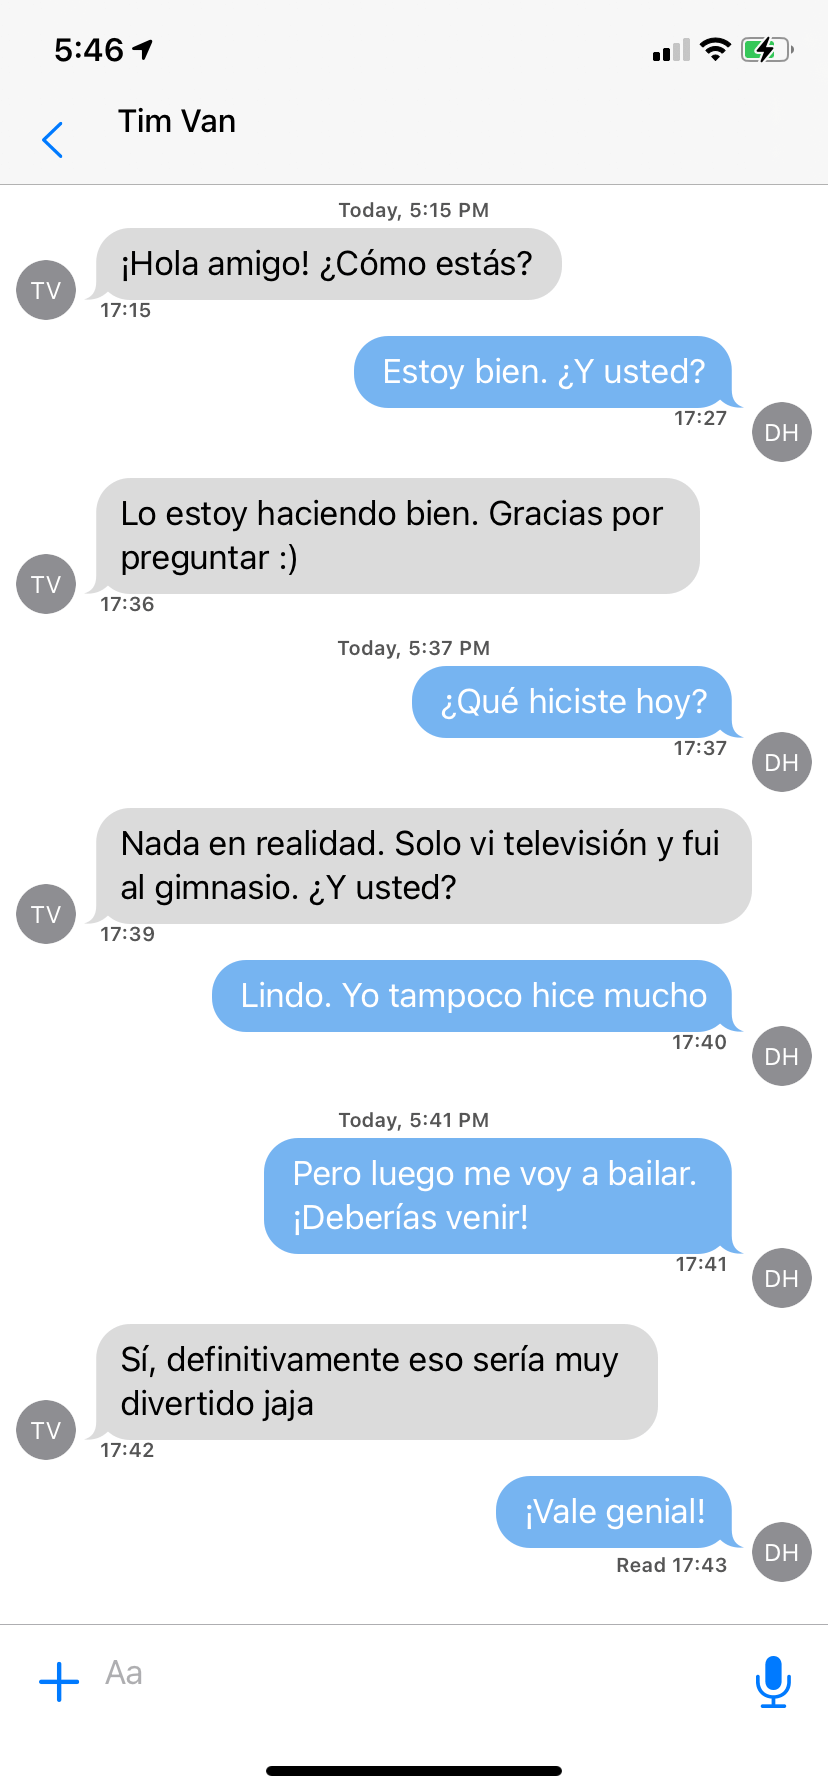 5:46
Tim Van
Today, 5:15 PM
¡Hola amigo! ¿Cómo estás?
TV
17:15
Estoy bien. ¿Y usted?
17:27
DH
Lo estoy haciendo bien. Gracias por
preguntar :)
TV
17:36
Today, 5:37 PM
¿Qué hiciste hoy?
17:37
DH
Nada en realidad. Solo vi televisión y fui
al gimnasio. ¿Y usted?
TV
17:39
Lindo. Yo tampoco hice mucho
17:40
DH
Today, 5:41 PM
Pero luego me voy a bailar.
¡Deberías venir!
17:41
DH
Sí, definitivamente eso sería muy
divertido jaja
TV
17:42
¡Vale genial!
Read 17:43
DH
Aa